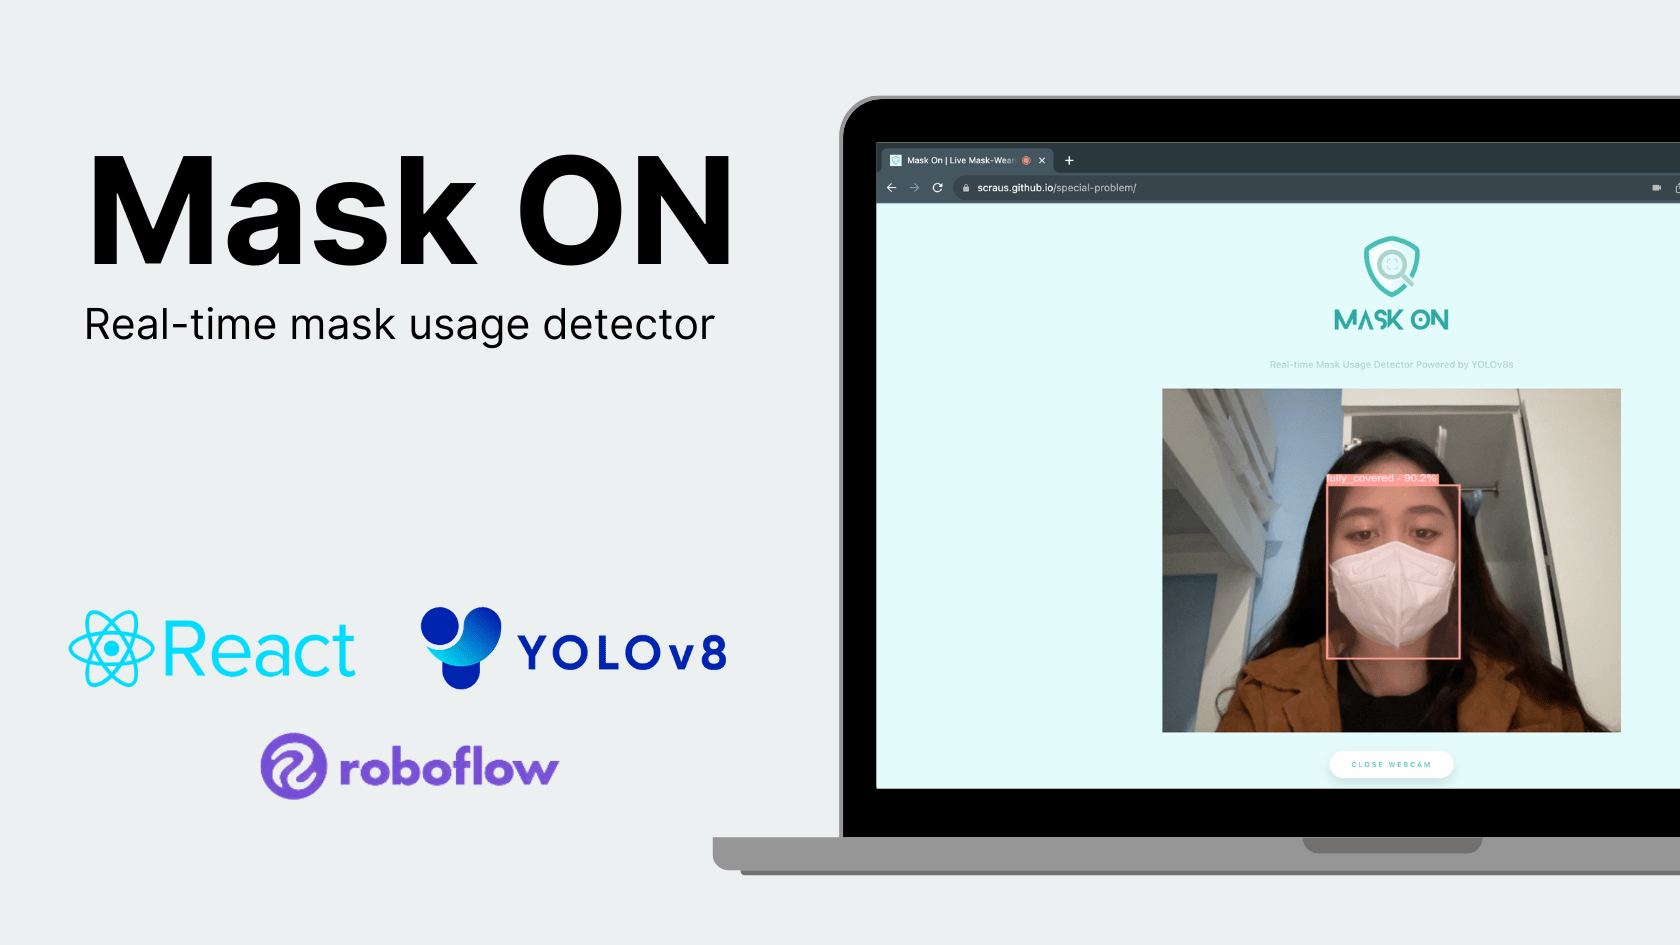 Mask ON
Real-time mask usage detector
React
YOLOv8
roboflow
Mask On | Live Mask-Wear
scraus.github.io/special-problem/
MASK ON
Real-time Mask Usage Detector Powered by YOLOv8s
fully_covered - 90.2%
CLOSE WEBCAM